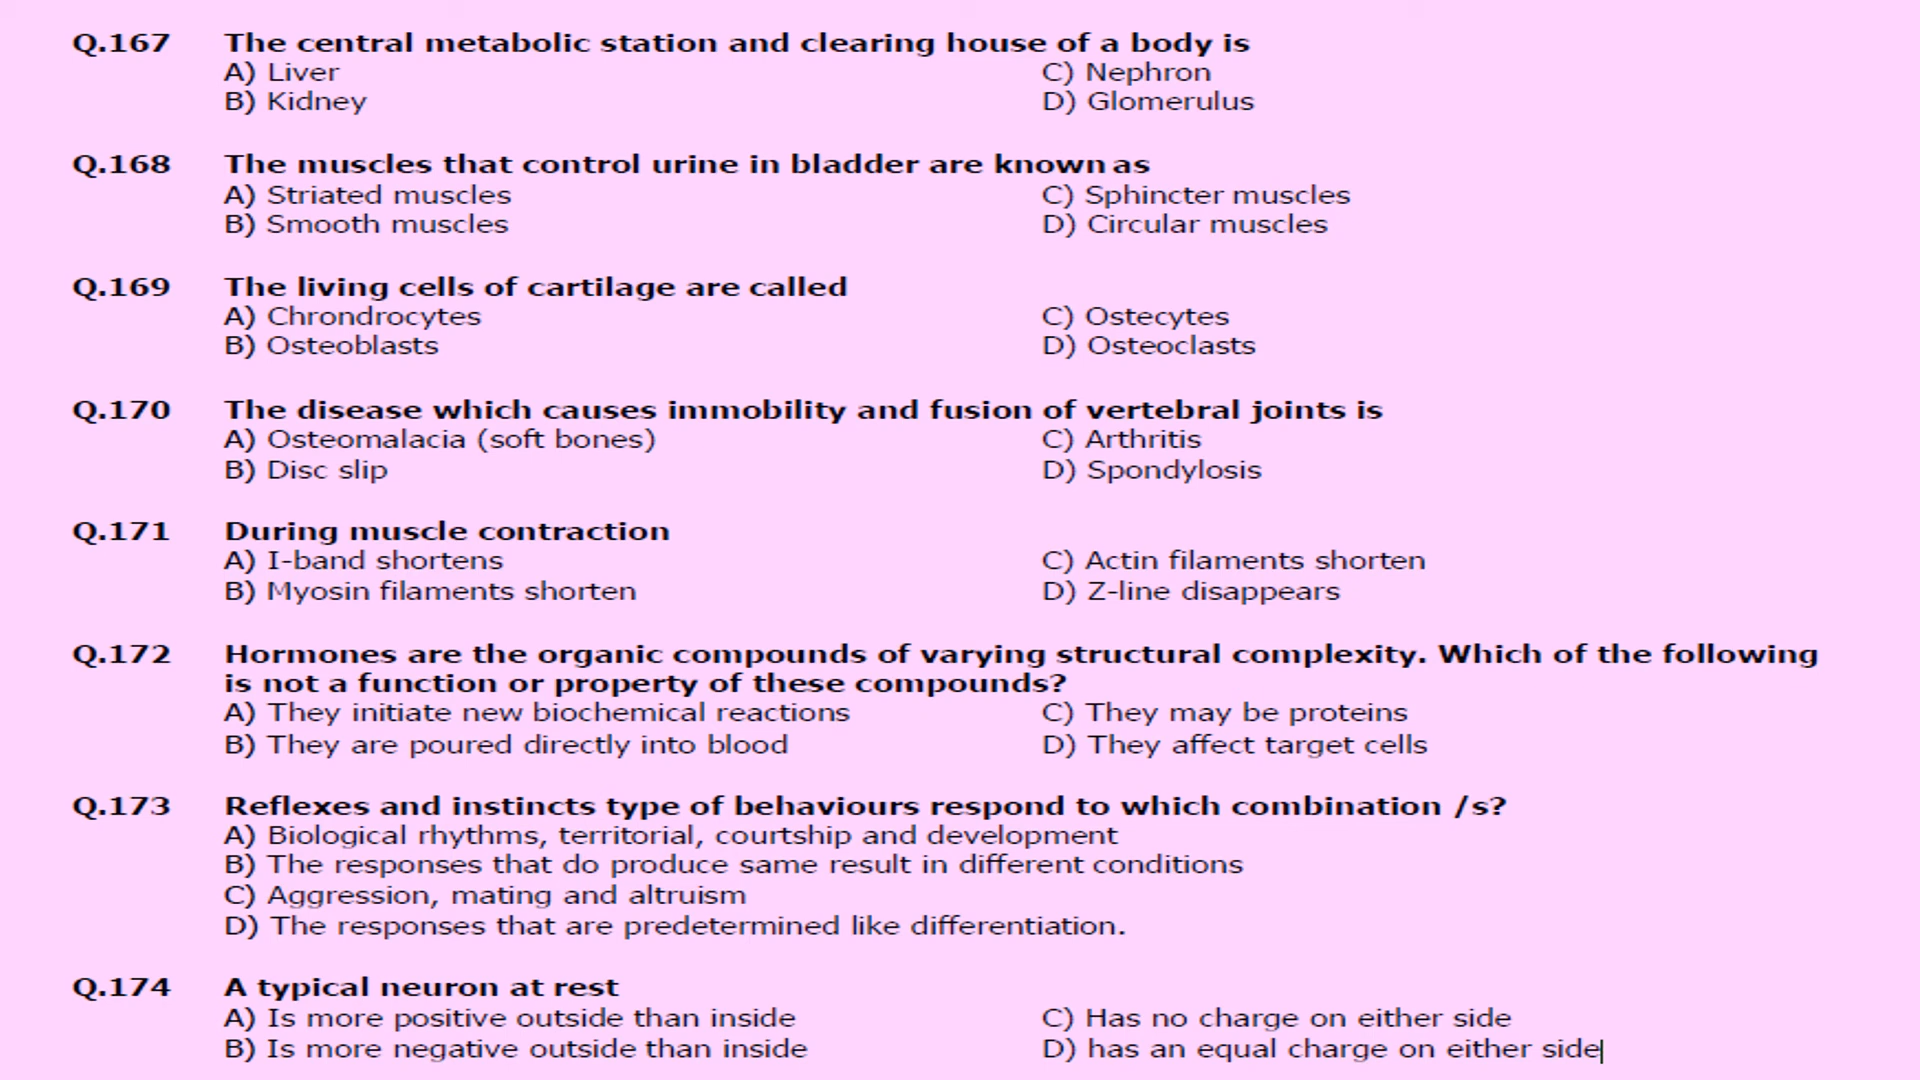 Q.167 The central metabolic station and clearing house of a body is
A) Liver C) Nephron
B) Kidney D) Glomerulus
Q.168 The muscles that control urine in bladder are known as
A) Striated muscles C) Sphincter muscles
B) Smooth muscles D) Circular muscles
Q.169 The living cells of cartilage are called
A) Chrondrocytes C) Ostecytes
B) Osteoblasts D) Osteoclasts
Q.170 The disease which causes immobility and fusion of vertebral joints is
A) Osteomalacia (soft bones) C) Arthritis
B) Disc slip D) Spondylosis
Q.171 During muscle contraction
A) I-band shortens C) Actin filaments shorten
B) Myosin filaments shorten D) Z-line disappears
Q.172 Hormones are the organic compounds of varying structural complexity. Which of the following
is not a function or property of these compounds?
A) They initiate new biochemical reactions C) They may be proteins
B) They are poured directly into blood D) They affect target cells
Q.173 Reflexes and instincts type of behaviours respond to which combination /s?
A) Biological rhythms, territorial, courtship and development
B) The responses that do produce same result in different conditions
C) Aggression, mating and altruism
D) The responses that are predetermined like differentiation.
Q.174 A typical neuron at rest
A) Is more positive outside than inside C) Has no charge on either side
B) Is more negative outside than inside D) has an equal charge on either side